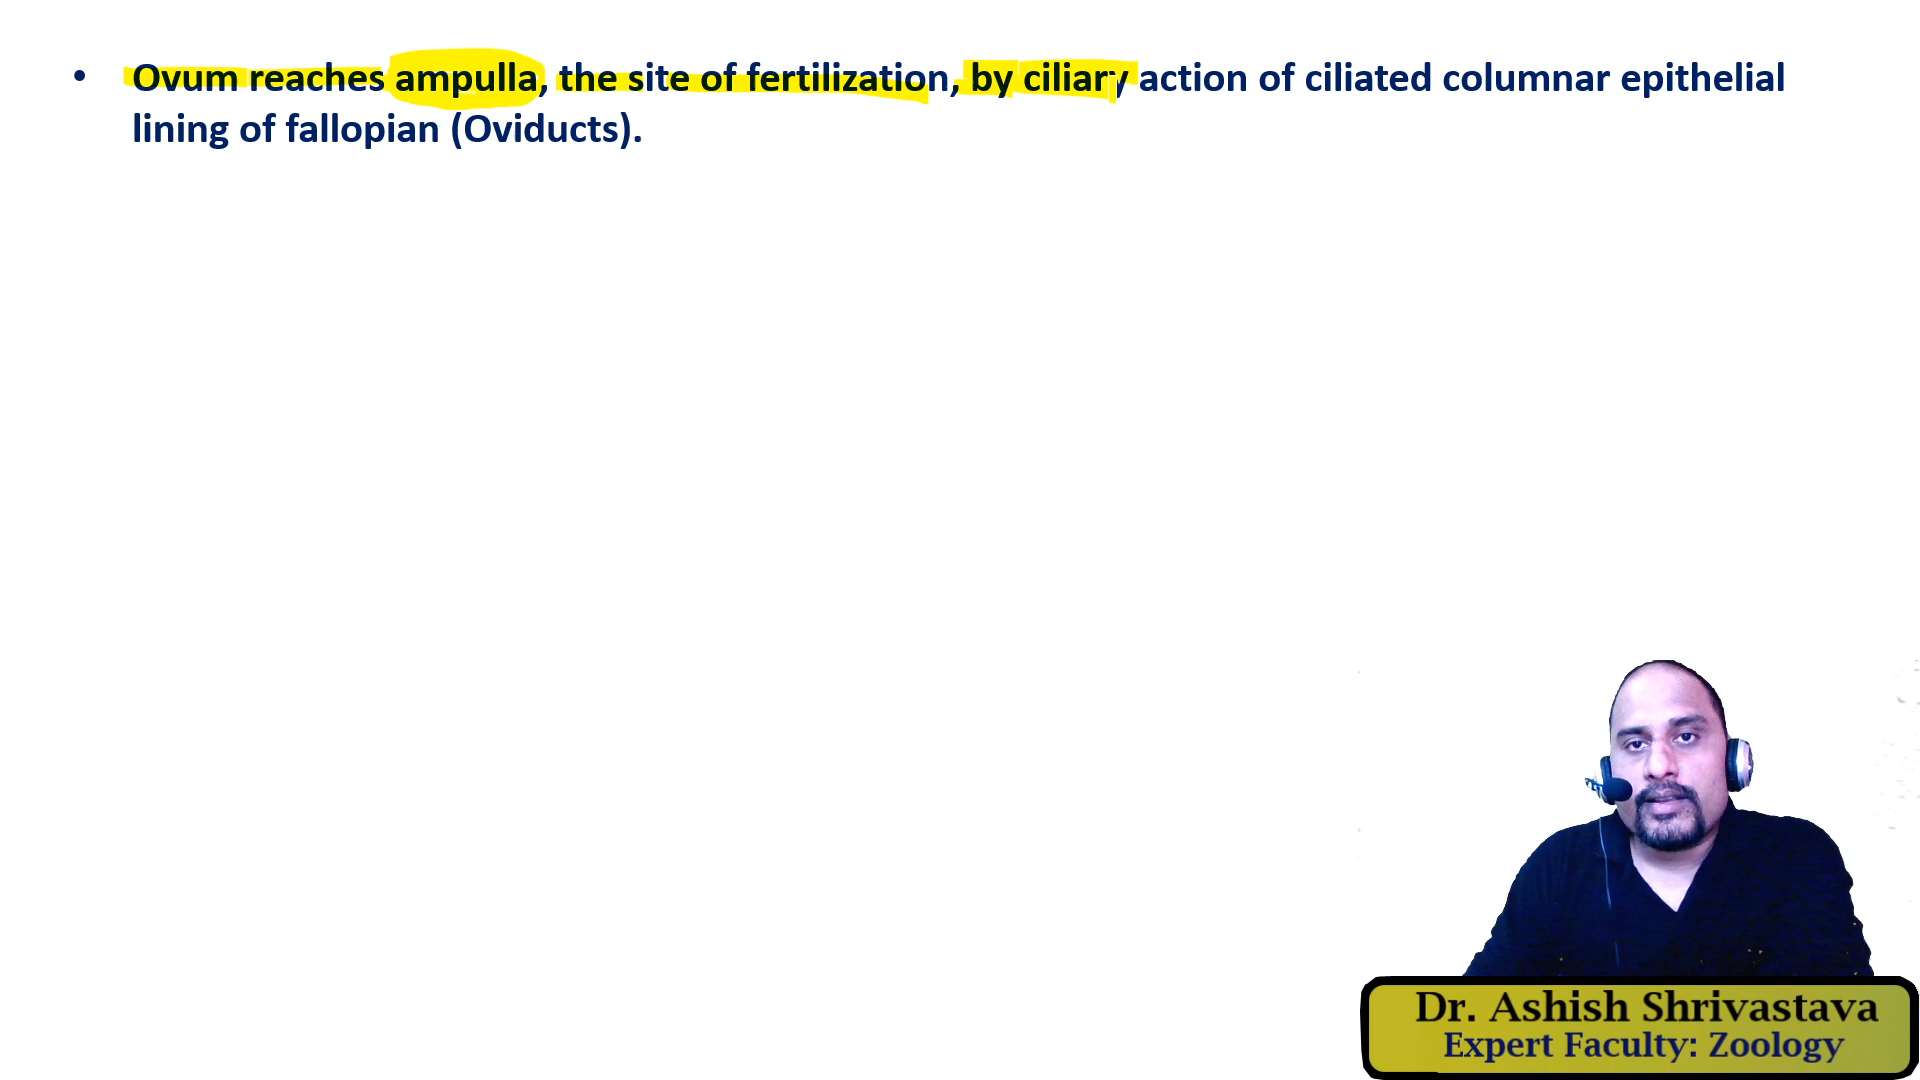 • Ovum reaches ampulla, the site of fertilization, by ciliary action of ciliated columnar epithelial
lining of fallopian (Oviducts).
Dr. Ashish Shrivastava
Expert Faculty: Zoology